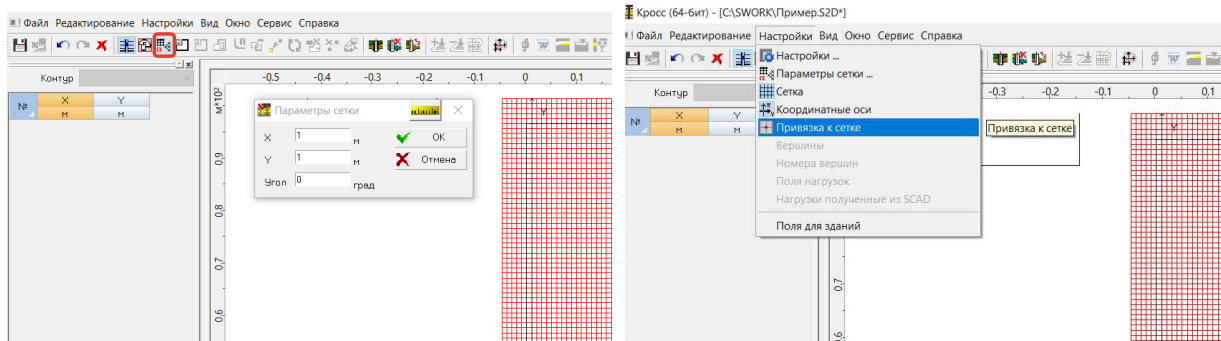 Файл Редактирование Настройки Вид Окно Сервис Справка
Контур
№ X Y
м м
-0.5 -0.4 -0.3 -0.2 -0.1 0 0.1
м*10²
0.9
0.8
0.7
0.6
Y
Параметры сетки
X 1 м
Y 1 м
Угол 0 град
OK
Отмена
Кросс (64-бит) - [C:\SWORK\Пример.S2D*]
Файл Редактирование Настройки Вид Окно Сервис Справка
Настройки ...
Параметры сетки ...
Сетка
Координатные оси
Привязка к сетке
Вершины
Номера вершин
Поля нагрузок
Нагрузки полученные из SCAD
Поля для зданий
Привязка к сетке
Контур
№ X Y
м м
-0.3 -0.2 -0.1 0 0.1
0.7
0.6
Y